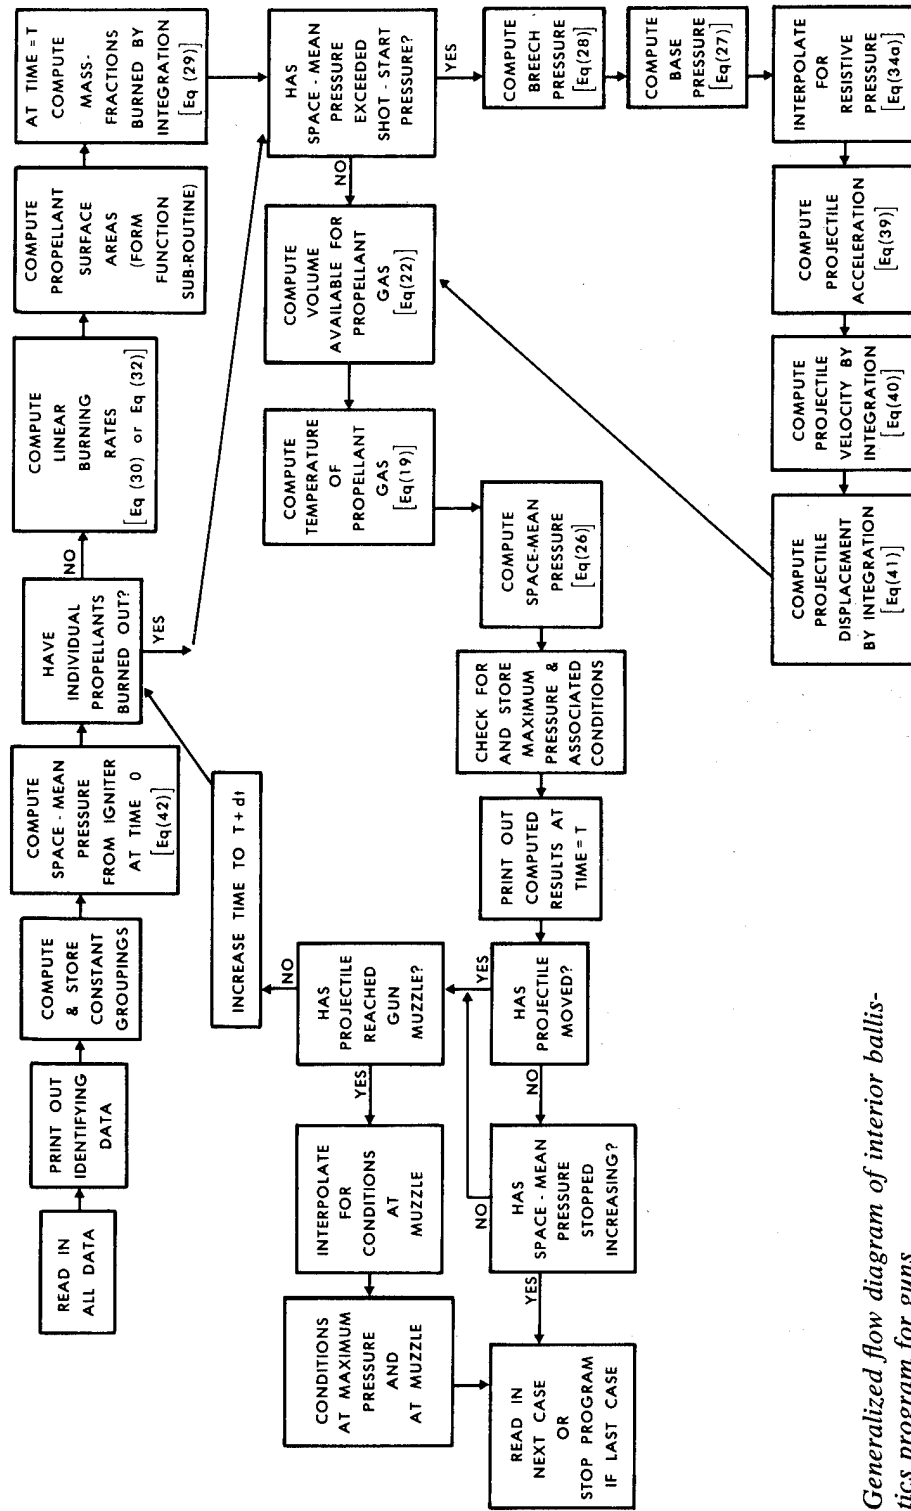 READ IN
ALL DATA
PRINT OUT
IDENTIFYING
DATA
COMPUTE
& STORE
CONSTANT
GROUPINGS
COMPUTE
SPACE - MEAN
PRESSURE
FROM IGNITER
AT TIME 0
[Eq(42)]
HAVE
INDIVIDUAL
PROPELLANTS
BURNED OUT?
NO
YES
COMPUTE
LINEAR
BURNING
RATES
[Eq (30) or Eq (32)]
COMPUTE
PROPELLANT
SURFACE
AREAS
(FORM
FUNCTION
SUB-ROUTINE)
AT TIME = T
COMPUTE
MASS-
FRACTIONS
BURNED BY
INTEGRATION
[Eq (29)]
HAS
SPACE - MEAN
PRESSURE
EXCEEDED
SHOT - START
PRESSURE?
YES
NO
COMPUTE
BREECH
PRESSURE
[Eq(28)]
COMPUTE
BASE
PRESSURE
[Eq(27)]
INTERPOLATE
FOR
RESISTIVE
PRESSURE
[Eq(34a)]
COMPUTE
PROJECTILE
ACCELERATION
[Eq(39)]
COMPUTE
PROJECTILE
VELOCITY BY
INTEGRATION
[Eq(40)]
COMPUTE
PROJECTILE
DISPLACEMENT
BY INTEGRATION
[Eq(41)]
COMPUTE
VOLUME
AVAILABLE FOR
PROPELLANT
GAS
[Eq(22)]
COMPUTE
TEMPERATURE
OF
PROPELLANT
GAS
[Eq(19)]
COMPUTE
SPACE-MEAN
PRESSURE
[Eq(26)]
CHECK FOR
AND STORE
MAXIMUM
PRESSURE &
ASSOCIATED
CONDITIONS
PRINT OUT
COMPUTED
RESULTS AT
TIME = T
HAS
PROJECTILE
MOVED?
YES
NO
HAS
PROJECTILE
REACHED
GUN
MUZZLE?
NO
YES
INCREASE TIME TO T + dt
INTERPOLATE
FOR
CONDITIONS
AT
MUZZLE
HAS
SPACE - MEAN
PRESSURE
STOPPED
INCREASING?
NO
YES
CONDITIONS
AT MAXIMUM
PRESSURE
AND
AT MUZZLE
READ IN
NEXT CASE
OR
STOP PROGRAM
IF LAST CASE
Generalized flow diagram of interior ballis-
tics program for guns